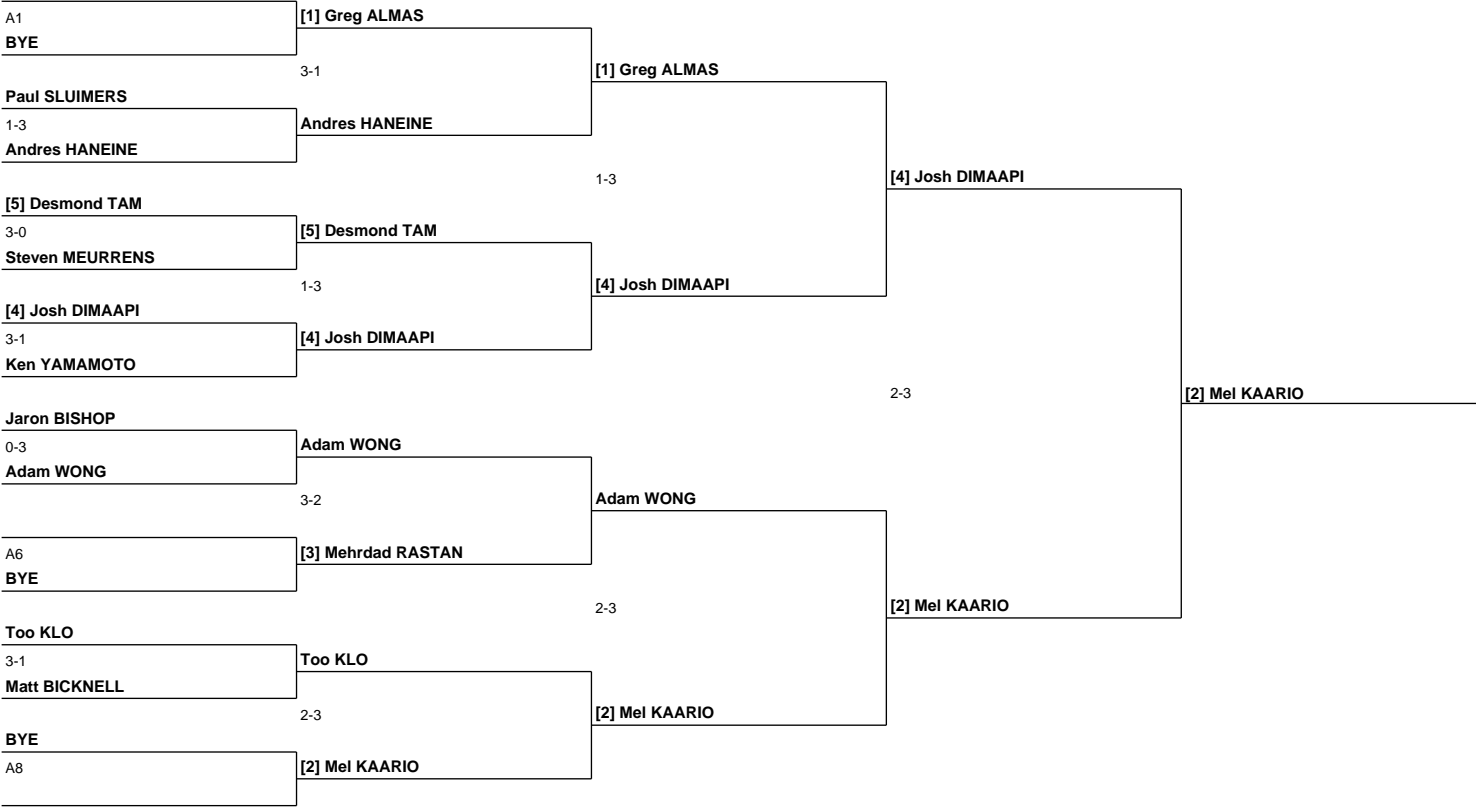 A1
BYE
Paul SLUIMERS
1-3
Andres HANEINE
[5] Desmond TAM
3-0
Steven MEURRENS
[4] Josh DIMAAPI
3-1
Ken YAMAMOTO
Jaron BISHOP
0-3
Adam WONG
A6
BYE
Too KLO
3-1
Matt BICKNELL
BYE
A8
[1] Greg ALMAS
3-1
Andres HANEINE
[5] Desmond TAM
1-3
[4] Josh DIMAAPI
Adam WONG
3-2
[3] Mehrdad RASTAN
Too KLO
2-3
[2] Mel KAARIO
[1] Greg ALMAS
1-3
[4] Josh DIMAAPI
Adam WONG
2-3
[2] Mel KAARIO
[4] Josh DIMAAPI
2-3
[2] Mel KAARIO
[2] Mel KAARIO